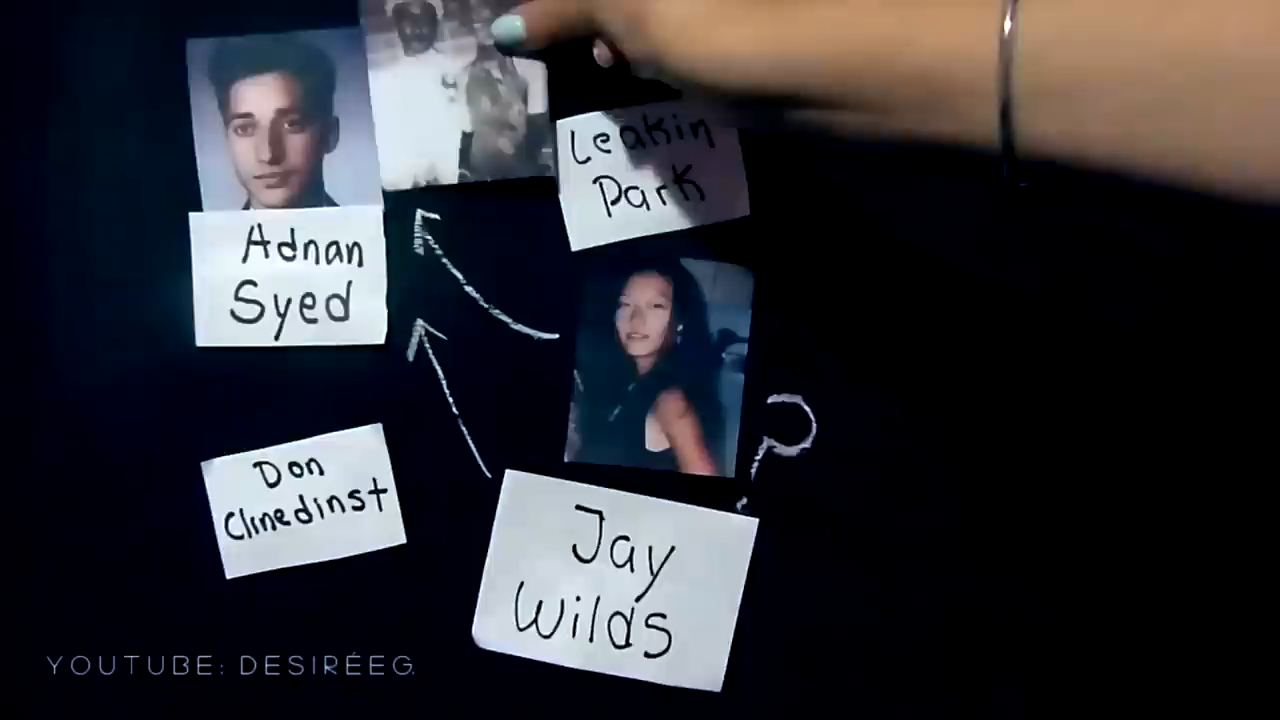 Leakin
Park
Adnan
Syed
Don
Clinedinst
Jay
Wilds
YOUTUBE: DESIRÉEG.